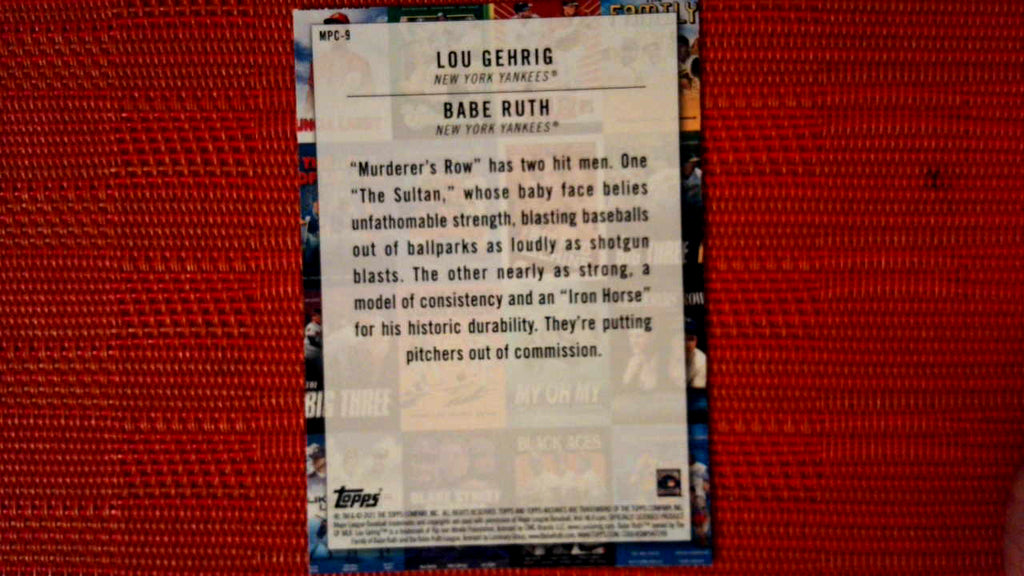 FAMILY
MPC-9
LOU GEHRIG
NEW YORK YANKEES®
BABE RUTH
NEW YORK YANKEES®
"Murderer's Row" has two hit men. One
"The Sultan," whose baby face belies
unfathomable strength, blasting baseballs
out of ballparks as loudly as shotgun
blasts. The other nearly as strong, a
model of consistency and an "Iron Horse"
for his historic durability. They're putting
pitchers out of commission.
BIG THREE
MY OH MY
BLACK ACES
Topps®